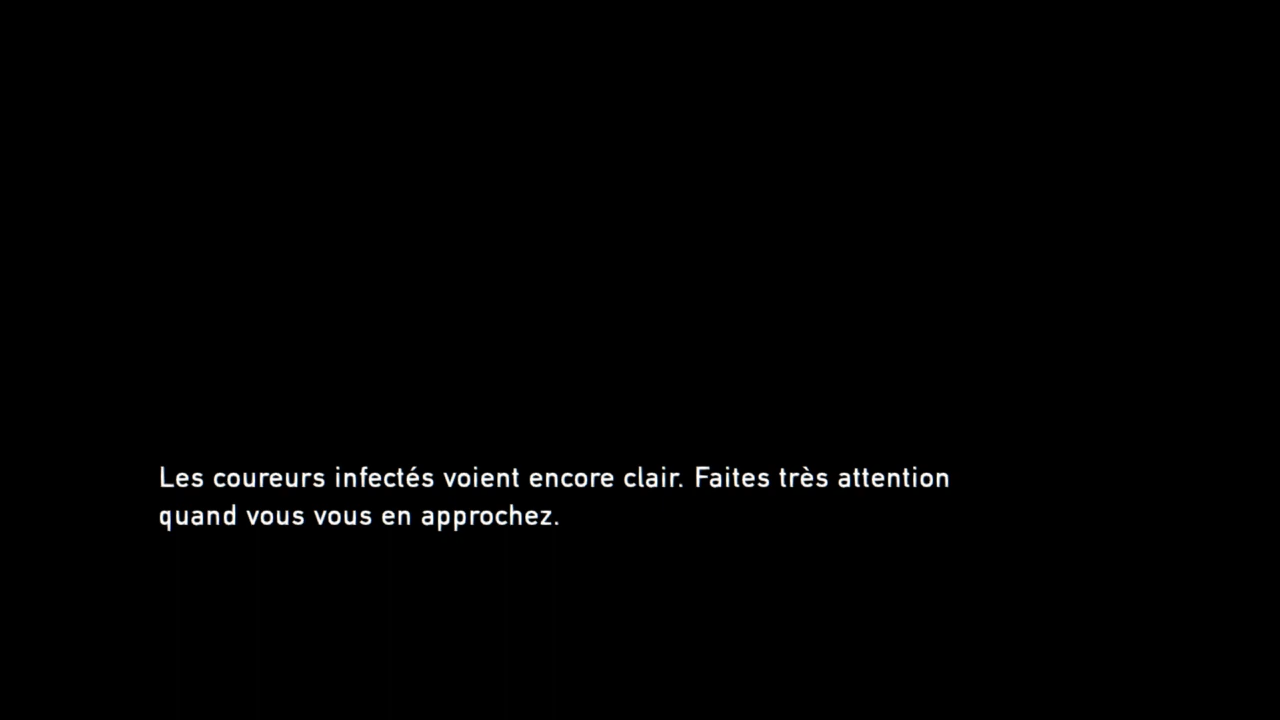 Les coureurs infectés voient encore clair. Faites très attention
quand vous vous en approchez.